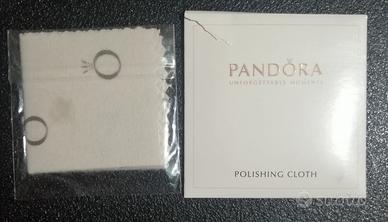 PANDORA
UNFORGETTABLE MOMENTS
POLISHING CLOTH